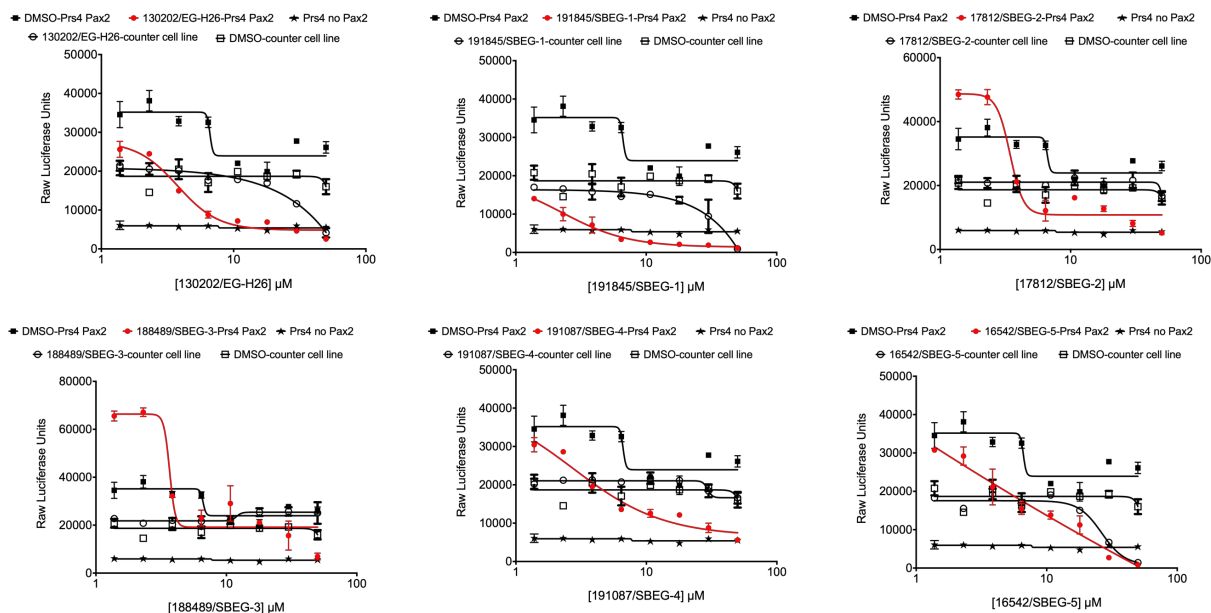 DMSO-Prs4 Pax2 130202/EG-H26-Prs4 Pax2 Prs4 no Pax2
130202/EG-H26-counter cell line DMSO-counter cell line
50000
40000
30000
20000
10000
0
Raw Luciferase Units
1 10 100
[130202/EG-H26] µM
DMSO-Prs4 Pax2 191845/SBEG-1-Prs4 Pax2 Prs4 no Pax2
191845/SBEG-1-counter cell line DMSO-counter cell line
50000
40000
30000
20000
10000
0
Raw Luciferase Units
1 10 100
[191845/SBEG-1] µM
DMSO-Prs4 Pax2 17812/SBEG-2-Prs4 Pax2 Prs4 no Pax2
17812/SBEG-2-counter cell line DMSO-counter cell line
60000
40000
20000
0
Raw Luciferase Units
1 10 100
[17812/SBEG-2] µM
DMSO-Prs4 Pax2 188489/SBEG-3-Prs4 Pax2 Prs4 no Pax2
188489/SBEG-3-counter cell line DMSO-counter cell line
80000
60000
40000
20000
0
Raw Luciferase Units
1 10 100
[188489/SBEG-3] µM
DMSO-Prs4 Pax2 191087/SBEG-4-Prs4 Pax2 Prs4 no Pax2
191087/SBEG-4-counter cell line DMSO-counter cell line
50000
40000
30000
20000
10000
0
Raw Luciferase Units
1 10 100
[191087/SBEG-4] µM
DMSO-Prs4 Pax2 16542/SBEG-5-Prs4 Pax2 Prs4 no Pax2
16542/SBEG-5-counter cell line DMSO-counter cell line
50000
40000
30000
20000
10000
0
Raw Luciferase Units
1 10 100
[16542/SBEG-5] µM